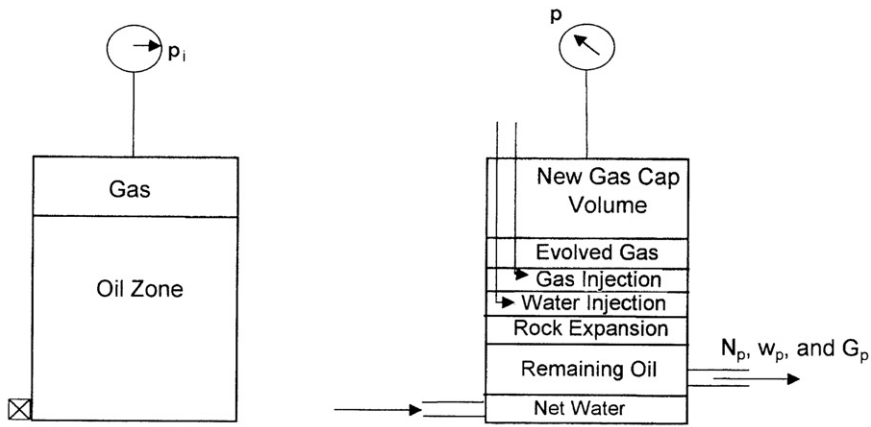 p i
Gas
Oil Zone
p
New Gas Cap
Volume
Evolved Gas
Gas Injection
Water Injection
Rock Expansion
Remaining Oil
Net Water
Np, wp, and Gp